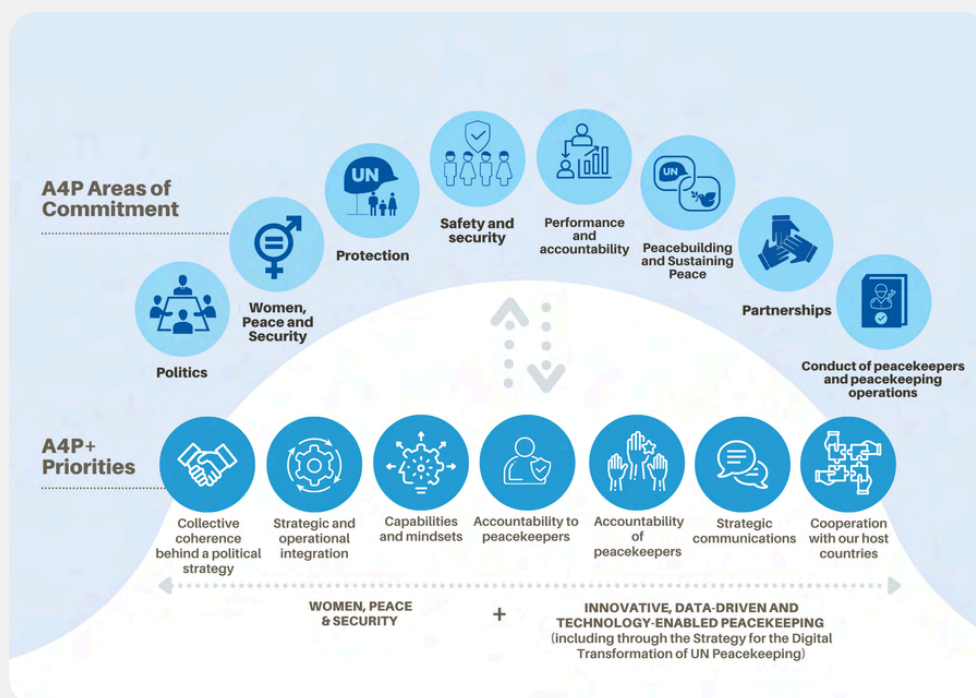 A4P Areas of
Commitment
Politics
Women,
Peace and
Security
UN
Protection
Safety and
security
Performance
and
accountability
UN
Peacebuilding
and Sustaining
Peace
Partnerships
Conduct of peacekeepers
and peacekeeping
operations
A4P+
Priorities
Collective
coherence
behind a political
strategy
Strategic and
operational
integration
Capabilities
and mindsets
Accountability to
peacekeepers
Accountability
of
peacekeepers
Strategic
communications
Cooperation
with our host
countries
WOMEN, PEACE
& SECURITY
+
INNOVATIVE, DATA-DRIVEN AND
TECHNOLOGY-ENABLED PEACEKEEPING
(including through the Strategy for the Digital
Transformation of UN Peacekeeping)